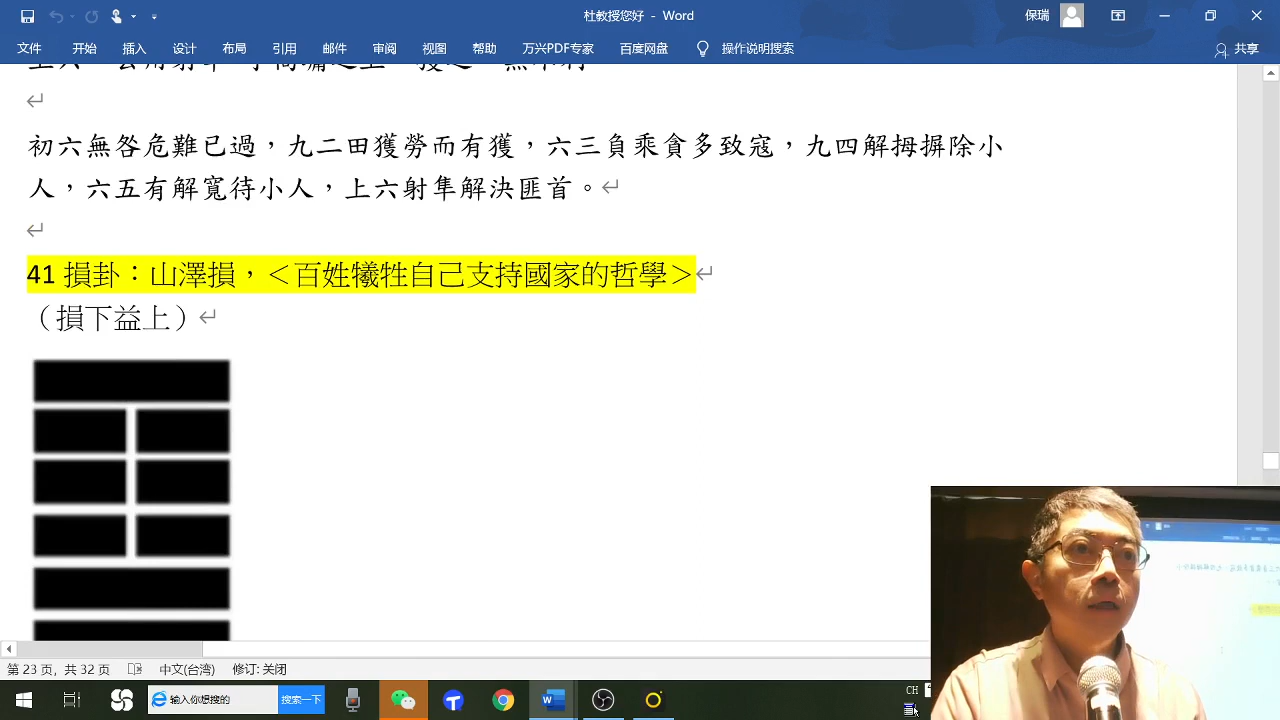 杜教授您好 - Word
保瑞
文件 开始 插入 设计 布局 引用 邮件 审阅 视图 帮助 万兴PDF专家 百度网盘 操作说明搜索 共享
初六無咎危難已過，九二田獲勞而有獲，六三負乘貪多致寇，九四解拇摒除小
人，六五有解寬待小人，上六射隼解決匪首。
41 損卦：山澤損，＜百姓犧牲自己支持國家的哲學＞
（損下益上）
第 23 页，共 32 页 中文(台湾) 修订: 关闭
输入你想搜的 搜索一下
CH